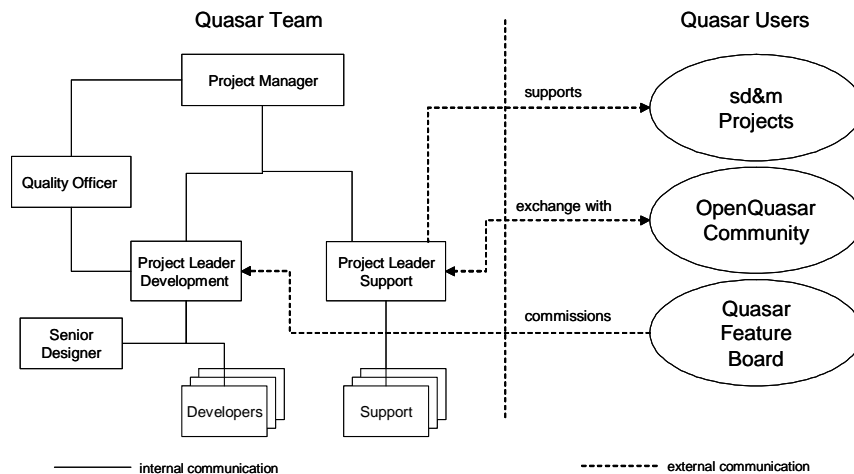 Quasar Team
Quasar Users
Project Manager
supports
sd&m
Projects
Quality Officer
exchange with
OpenQuasar
Community
Project Leader
Development
Project Leader
Support
commissions
Quasar
Feature
Board
Senior
Designer
Developers
Support
internal communication
external communication